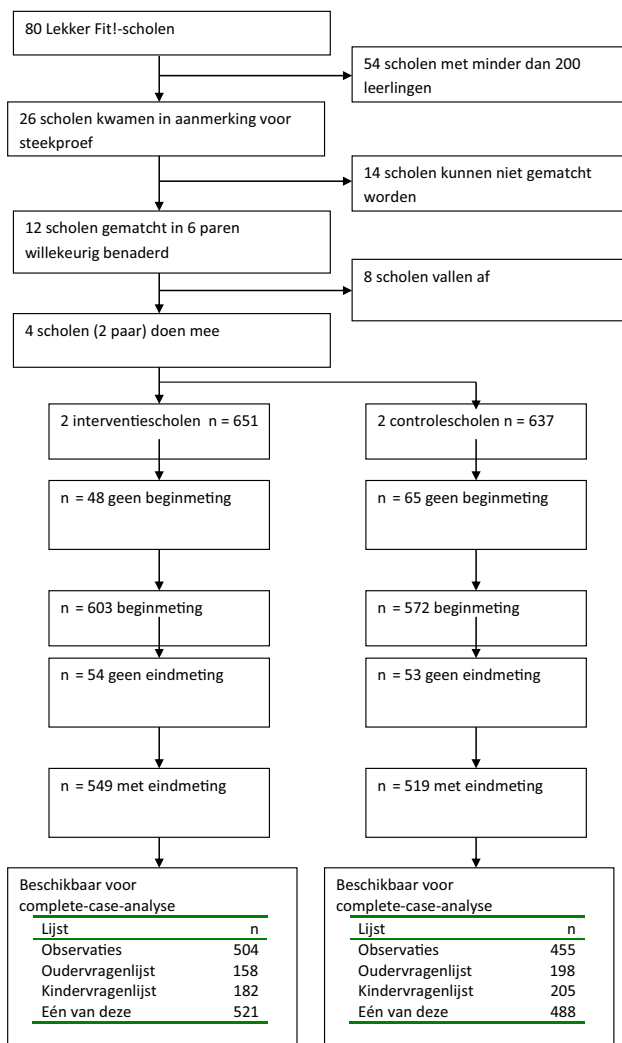 80 Lekker Fit!-scholen
54 scholen met minder dan 200
leerlingen
26 scholen kwamen in aanmerking voor
steekproef
14 scholen kunnen niet gematcht
worden
12 scholen gematcht in 6 paren
willekeurig benaderd
8 scholen vallen af
4 scholen (2 paar) doen mee
2 interventiescholen n = 651
2 controlescholen n = 637
n = 48 geen beginmeting
n = 65 geen beginmeting
n = 603 beginmeting
n = 572 beginmeting
n = 54 geen eindmeting
n = 53 geen eindmeting
n = 549 met eindmeting
n = 519 met eindmeting
Beschikbaar voor
complete-case-analyse
Lijst n
Observaties 504
Oudervragenlijst 158
Kindervragenlijst 182
Eén van deze 521
Beschikbaar voor
complete-case-analyse
Lijst n
Observaties 455
Oudervragenlijst 198
Kindervragenlijst 205
Eén van deze 488